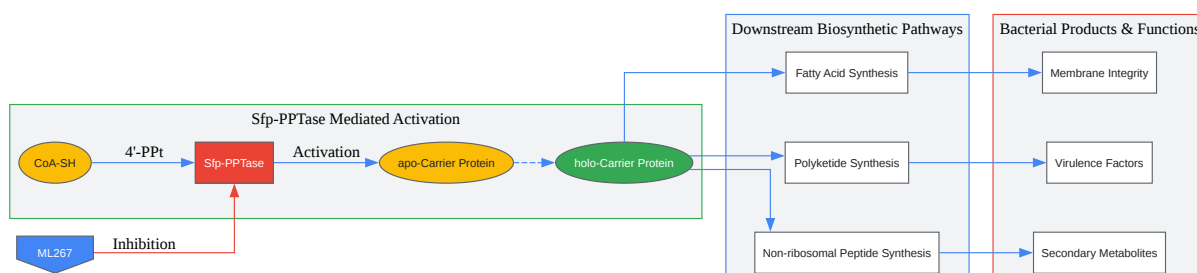 Downstream Biosynthetic Pathways
Bacterial Products & Functions
Fatty Acid Synthesis
Membrane Integrity
Sfp-PPTase Mediated Activation
CoA-SH
4'-PPt
Sfp-PPTase
Activation
apo-Carrier Protein
holo-Carrier Protein
Polyketide Synthesis
Virulence Factors
ML267
Inhibition
Non-ribosomal Peptide Synthesis
Secondary Metabolites